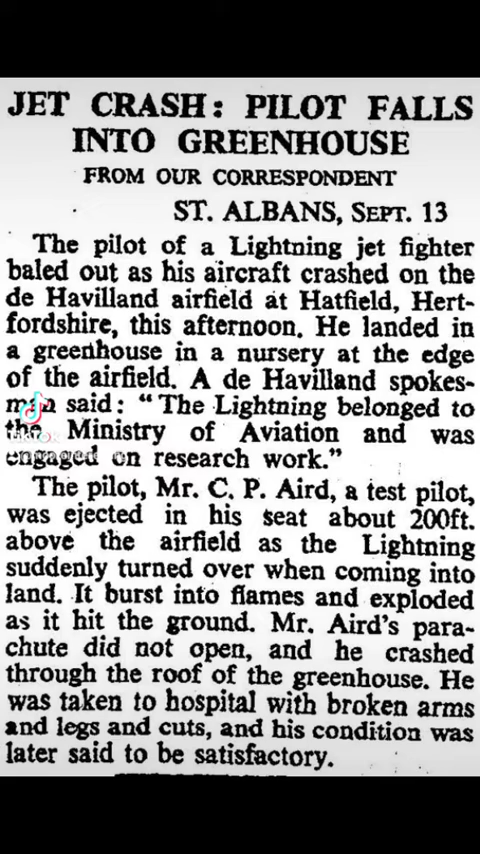 JET CRASH: PILOT FALLS
INTO GREENHOUSE
FROM OUR CORRESPONDENT
ST. ALBANS, SEPT. 13
The pilot of a Lightning jet fighter
baled out as his aircraft crashed on the
de Havilland airfield at Hatfield, Hert-
fordshire, this afternoon. He landed in
a greenhouse in a nursery at the edge
of the airfield. A de Havilland spokes-
man said: "The Lightning belonged to
the Ministry of Aviation and was
engaged on research work."
The pilot, Mr. C. P. Aird, a test pilot,
was ejected in his seat about 200ft.
above the airfield as the Lightning
suddenly turned over when coming into
land. It burst into flames and exploded
as it hit the ground. Mr. Aird's para-
chute did not open, and he crashed
through the roof of the greenhouse. He
was taken to hospital with broken arms
and legs and cuts, and his condition was
later said to be satisfactory.
TikTok